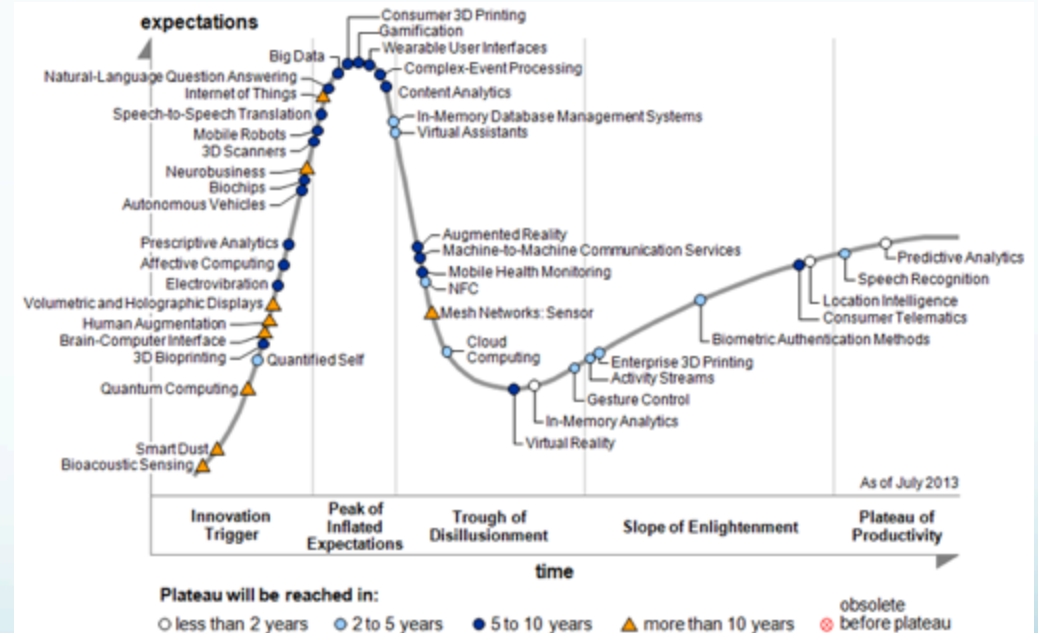 expectations
Consumer 3D Printing
Gamification
Wearable User Interfaces
Big Data
Complex-Event Processing
Natural-Language Question Answering
Content Analytics
Internet of Things
Speech-to-Speech Translation
In-Memory Database Management Systems
Mobile Robots
Virtual Assistants
3D Scanners
Neurobusiness
Biochips
Autonomous Vehicles
Augmented Reality
Prescriptive Analytics
Machine-to-Machine Communication Services
Affective Computing
Mobile Health Monitoring
Electrovibration
NFC
Volumetric and Holographic Displays
Mesh Networks: Sensor
Human Augmentation
Brain-Computer Interface
3D Bioprinting
Quantified Self
Cloud
Computing
Quantum Computing
Smart Dust
Bioacoustic Sensing
Predictive Analytics
Speech Recognition
Location Intelligence
Consumer Telematics
Biometric Authentication Methods
Enterprise 3D Printing
Activity Streams
Gesture Control
In-Memory Analytics
Virtual Reality
As of July 2013
Innovation
Trigger
Peak of
Inflated
Expectations
Trough of
Disillusionment
Slope of Enlightenment
Plateau of
Productivity
time
Plateau will be reached in:
less than 2 years
2 to 5 years
5 to 10 years
more than 10 years
obsolete
before plateau